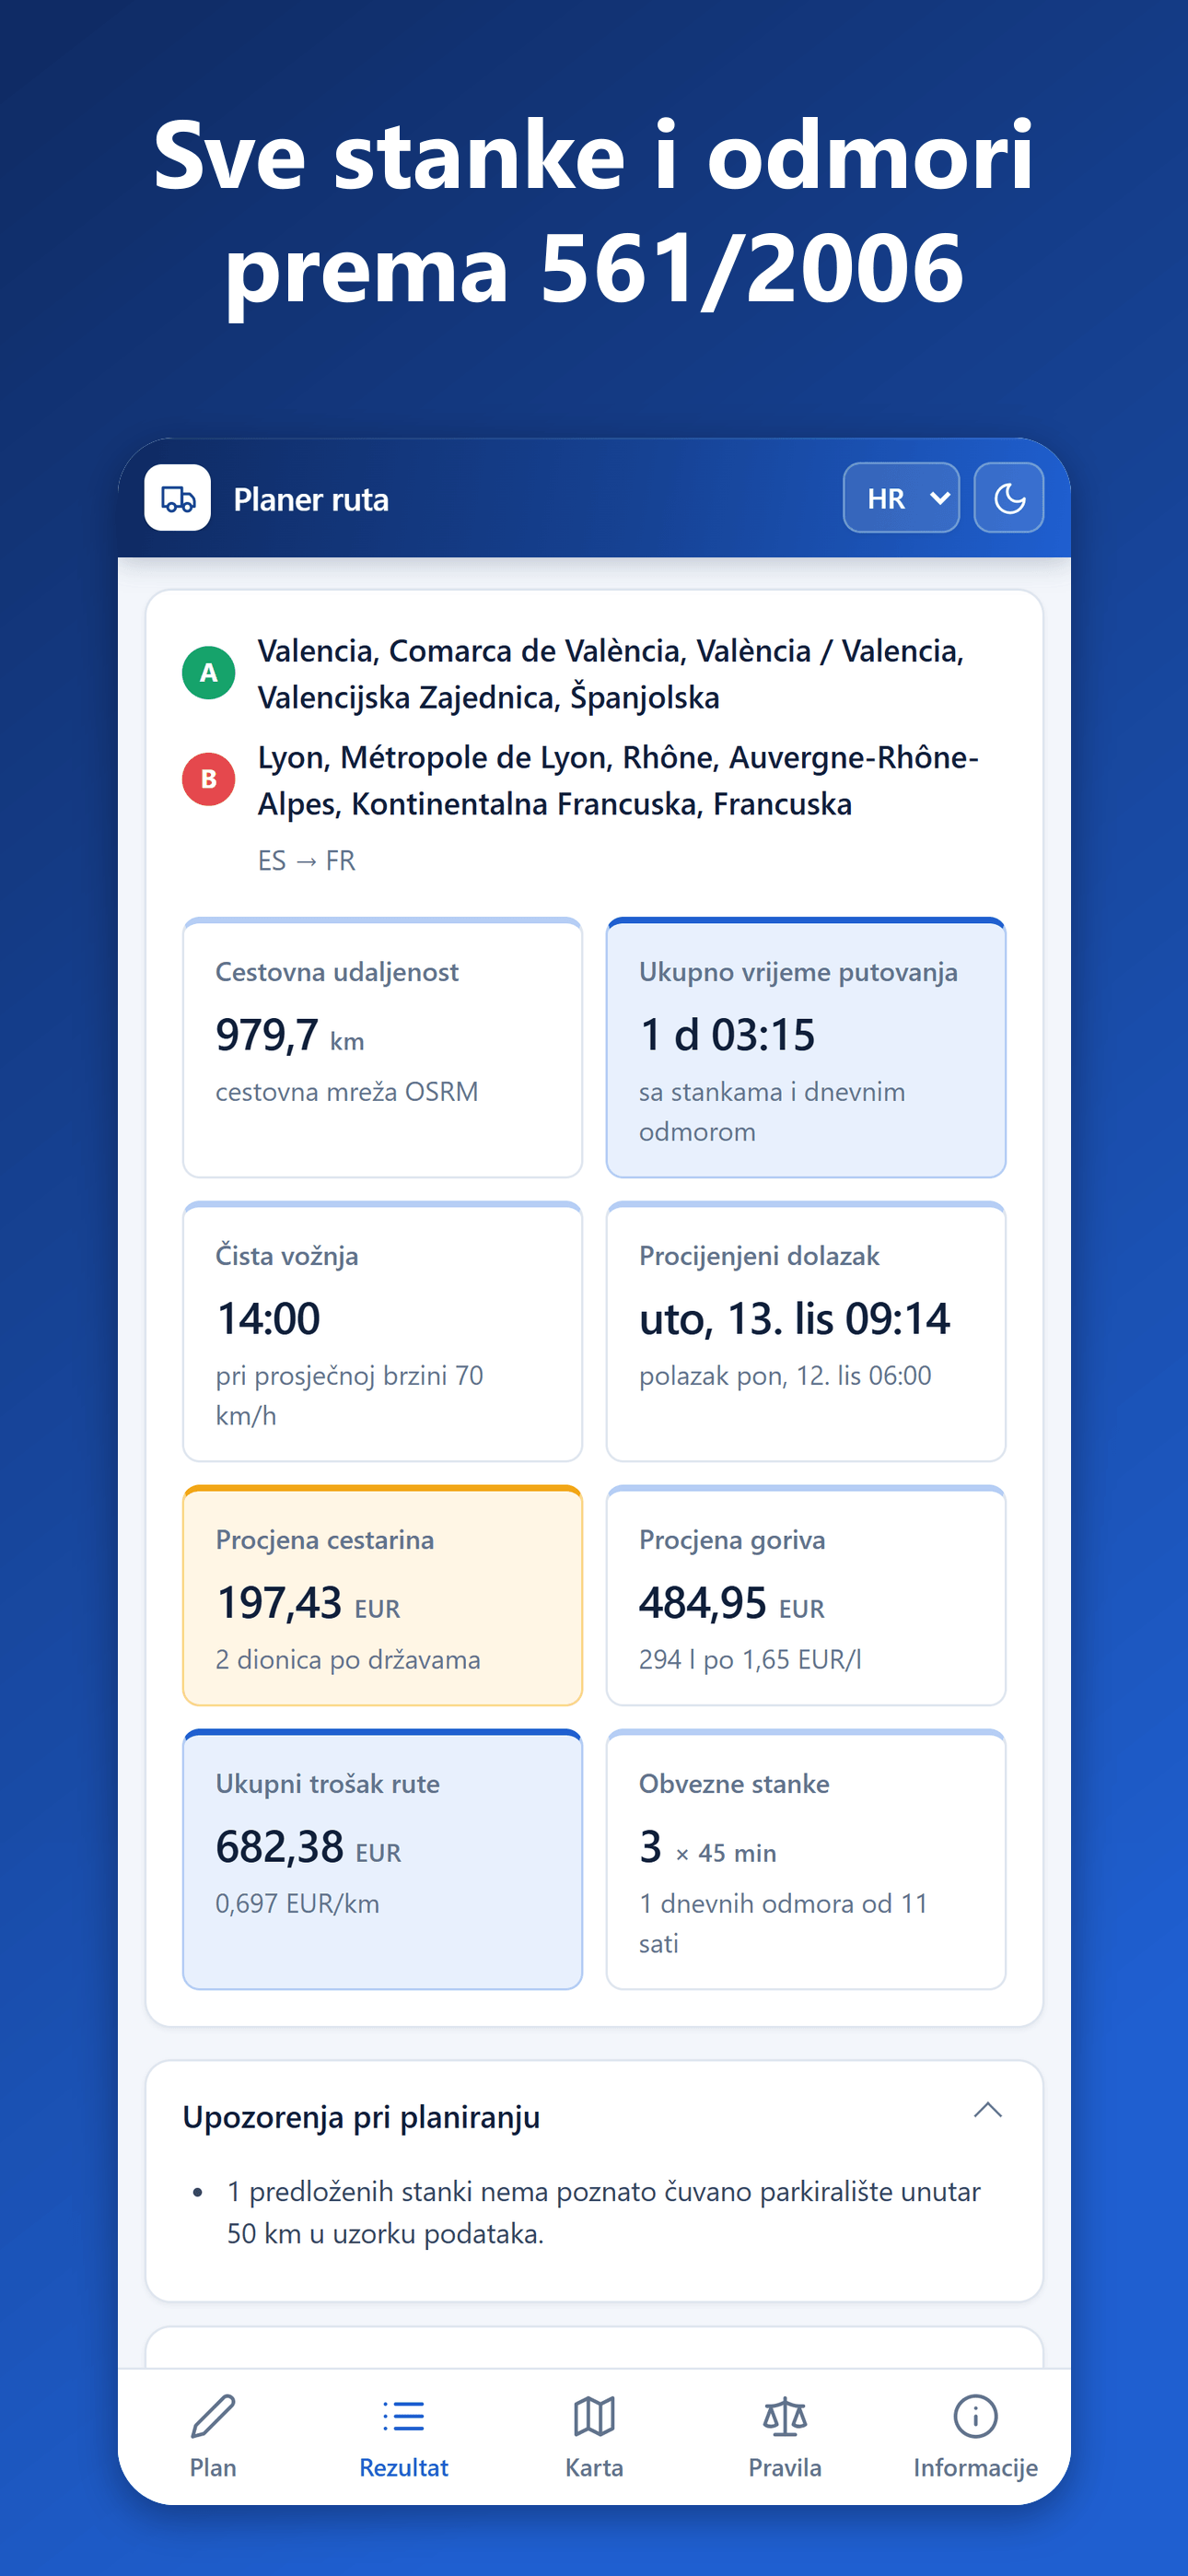 Sve stanke i odmori
prema 561/2006
Planer ruta
HR
A
Valencia, Comarca de València, València / Valencia,
Valencijska Zajednica, Španjolska
B
Lyon, Métropole de Lyon, Rhône, Auvergne-Rhône-
Alpes, Kontinentalna Francuska, Francuska
ES → FR
Cestovna udaljenost
979,7 km
cestovna mreža OSRM
Ukupno vrijeme putovanja
1 d 03:15
sa stankama i dnevnim
odmorom
Čista vožnja
14:00
pri prosječnoj brzini 70
km/h
Procijenjeni dolazak
uto, 13. lis 09:14
polazak pon, 12. lis 06:00
Procjena cestarina
197,43 EUR
2 dionica po državama
Procjena goriva
484,95 EUR
294 l po 1,65 EUR/l
Ukupni trošak rute
682,38 EUR
0,697 EUR/km
Obvezne stanke
3 × 45 min
1 dnevnih odmora od 11
sati
Upozorenja pri planiranju
• 1 predloženih stanki nema poznato čuvano parkiralište unutar
50 km u uzorku podataka.
Plan
Rezultat
Karta
Pravila
Informacije